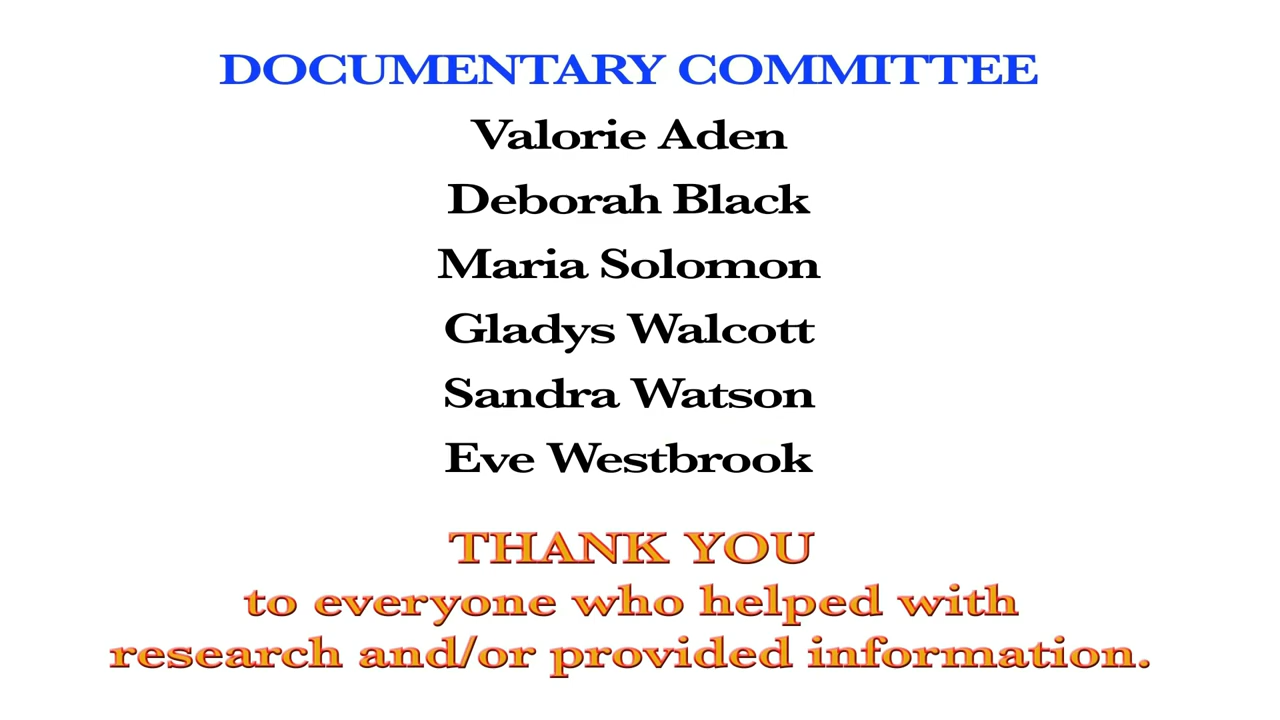 DOCUMENTARY COMMITTEE
Valorie Aden
Deborah Black
Maria Solomon
Gladys Walcott
Sandra Watson
Eve Westbrook
THANK YOU
to everyone who helped with
research and/or provided information.